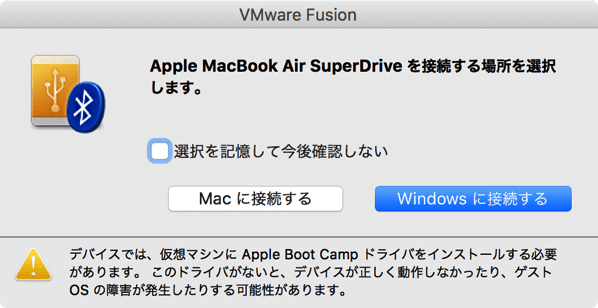 VMware Fusion
Apple MacBook Air SuperDrive を接続する場所を選択
します。
選択を記憶して今後確認しない
Mac に接続する
Windows に接続する
デバイスでは、仮想マシンに Apple Boot Camp ドライバをインストールする必要
があります。 このドライバがないと、デバイスが正しく動作しなかったり、ゲスト
OS の障害が発生したりする可能性があります。